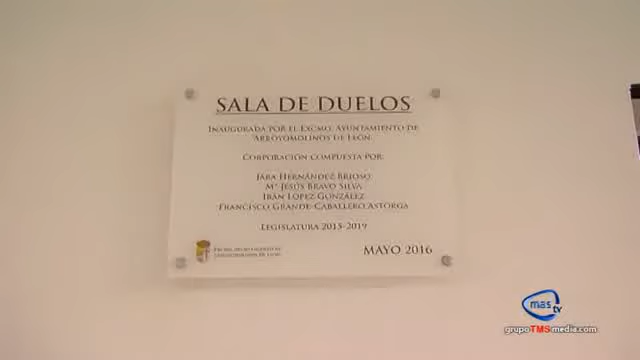 SALA DE DUELOS
INAUGURADA POR EL EXCMO. AYUNTAMIENTO DE
ARROYOMOLINOS DE LEÓN.
CORPORACIÓN COMPUESTA POR:
JARA HERNÁNDEZ BRIOSO
Mª JESÚS BRAVO SILVA
IBÁN LÓPEZ GONZÁLEZ
FRANCISCO GRANDE-CABALLERO ASTORGA
LEGISLATURA 2015-2019
MAYO 2016
mas tv
grupoTMSmedia.com